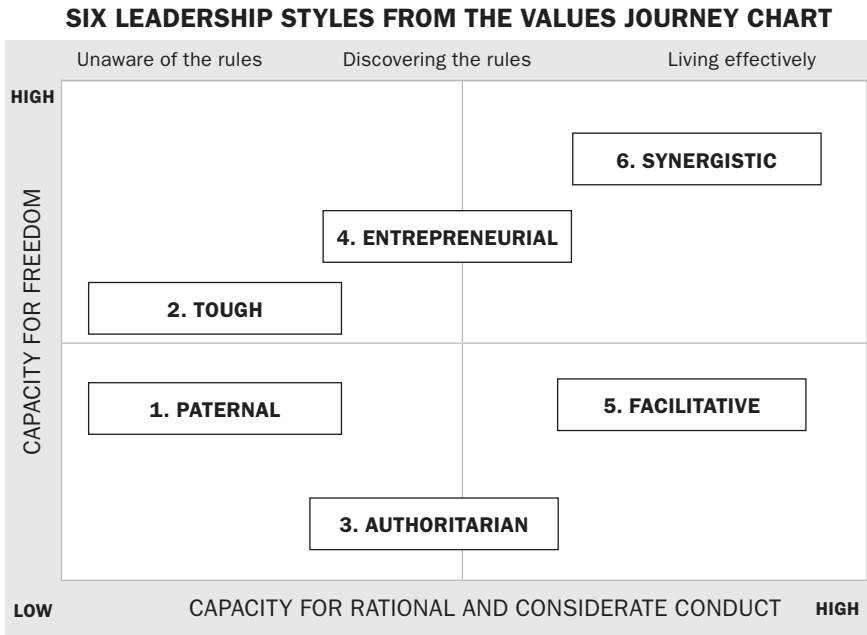 SIX LEADERSHIP STYLES FROM THE VALUES JOURNEY CHART
Unaware of the rules
Discovering the rules
Living effectively
HIGH
CAPACITY FOR FREEDOM
6. SYNERGISTIC
4. ENTREPRENEURIAL
2. TOUGH
1. PATERNAL
5. FACILITATIVE
3. AUTHORITARIAN
LOW
CAPACITY FOR RATIONAL AND CONSIDERATE CONDUCT
HIGH